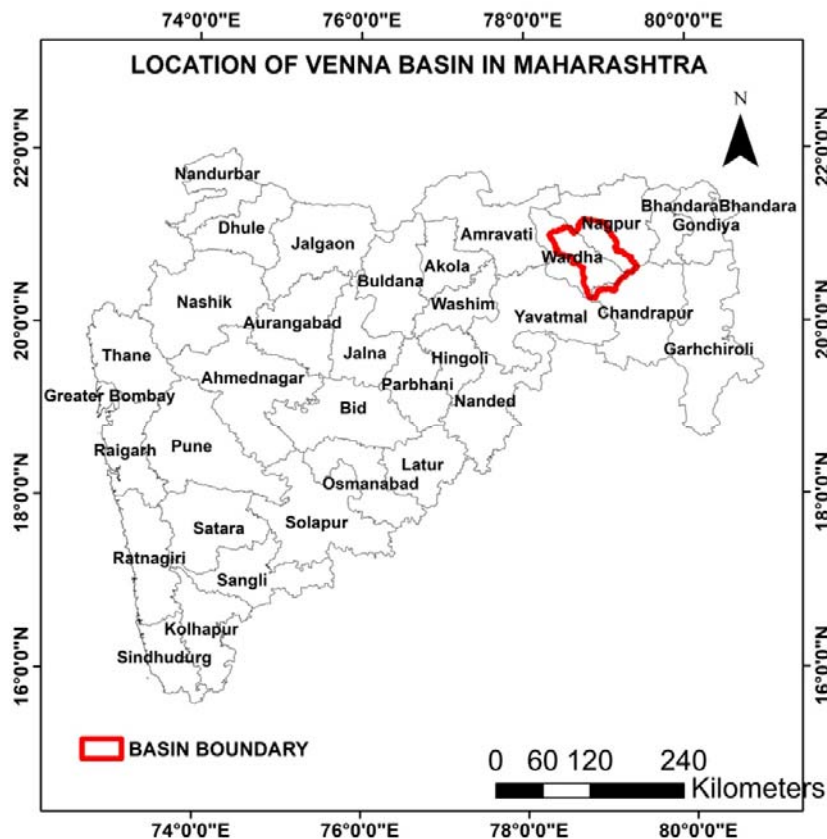 74°0'0"E 76°0'0"E 78°0'0"E 80°0'0"E
LOCATION OF VENNA BASIN IN MAHARASHTRA
N
22°0'0"N 22°0'0"N
Nandurbar
Bhandara Bhandara
Dhule Jalgaon Amravati Nagpur Gondiya
Buldana Akola Wardha
Nashik Washim
Aurangabad Yavatmal Chandrapur
20°0'0"N 20°0'0"N
Thane Jalna Hingoli Garhchiroli
Ahmednagar Parbhani
Greater Bombay Bid Nanded
Raigarh Pune Latur
Osmanabad
18°0'0"N 18°0'0"N
Satara Solapur
Ratnagiri Sangli
Kolhapur
Sindhudurg
16°0'0"N 16°0'0"N
BASIN BOUNDARY
0 60 120 240
Kilometers
74°0'0"E 76°0'0"E 78°0'0"E 80°0'0"E